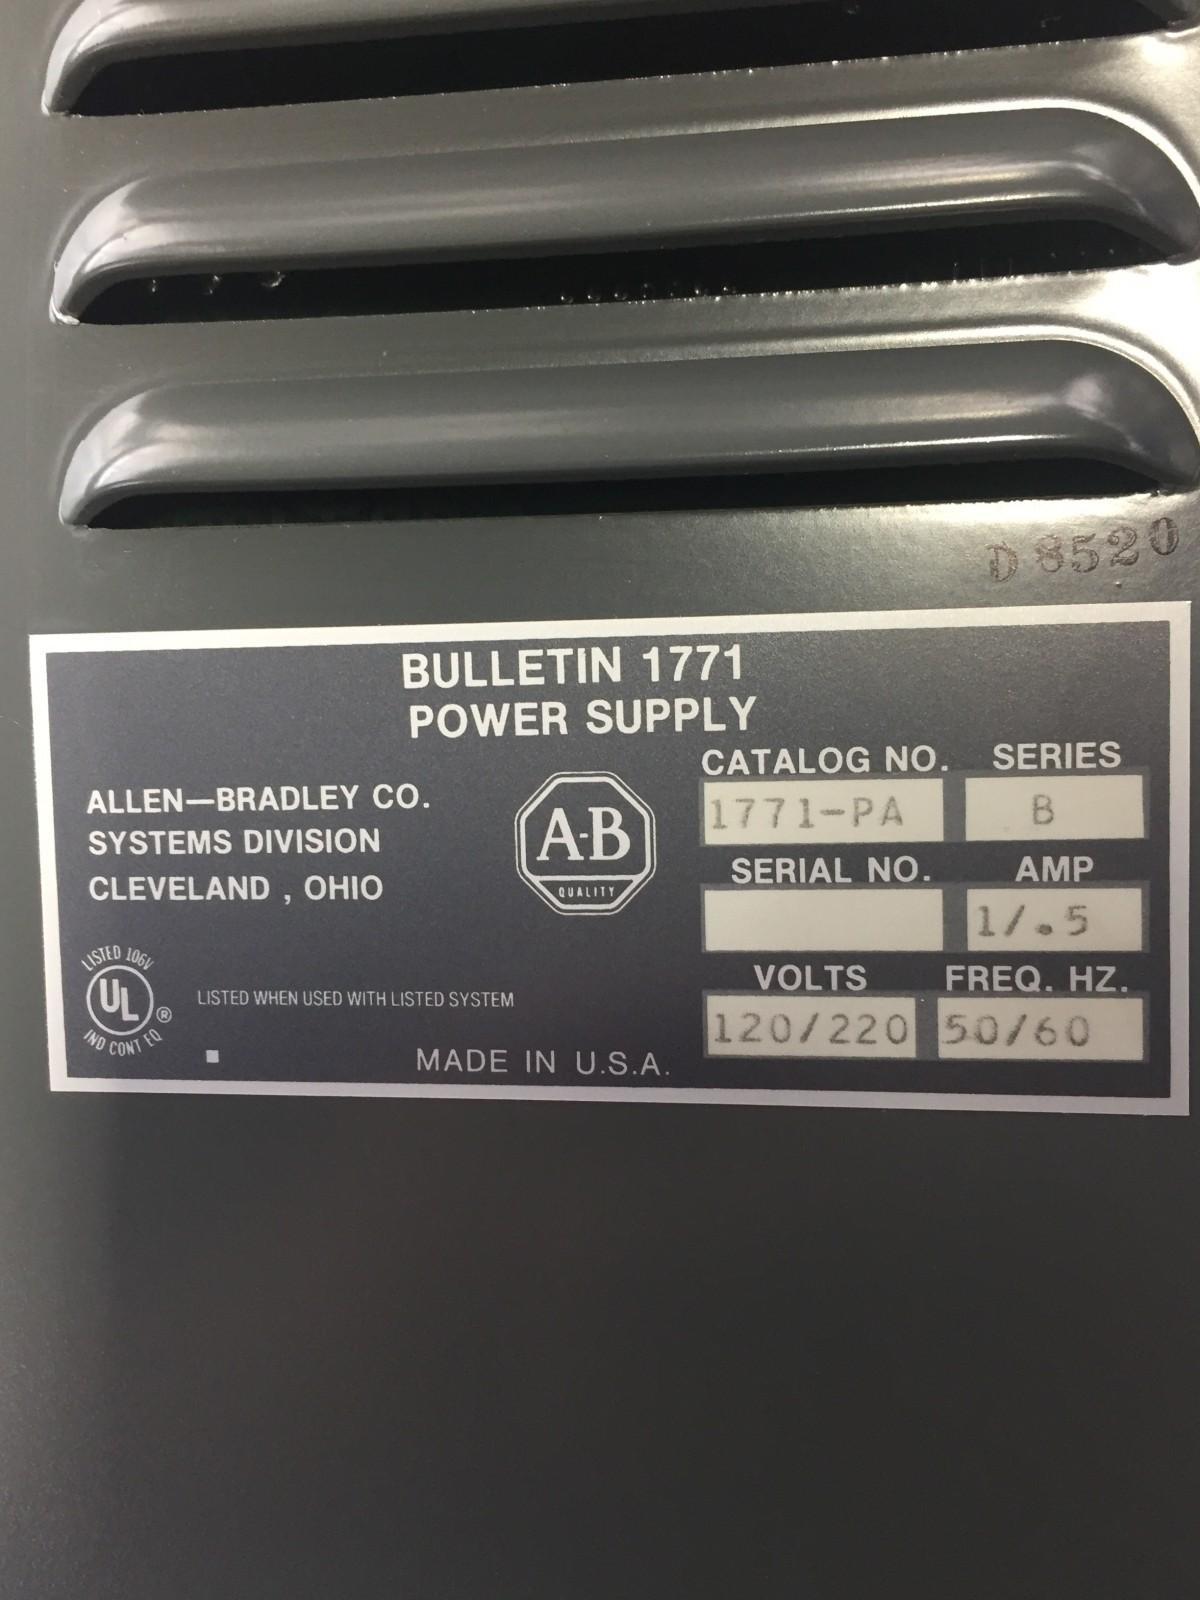 D 8520
BULLETIN 1771
POWER SUPPLY
ALLEN—BRADLEY CO.
SYSTEMS DIVISION
CLEVELAND , OHIO
A-B
QUALITY
CATALOG NO. SERIES
1771-PA B
SERIAL NO. AMP
1/.5
VOLTS FREQ. HZ.
120/220 50/60
LISTED 106V
UL ®
IND CONT EQ
LISTED WHEN USED WITH LISTED SYSTEM
MADE IN U.S.A.